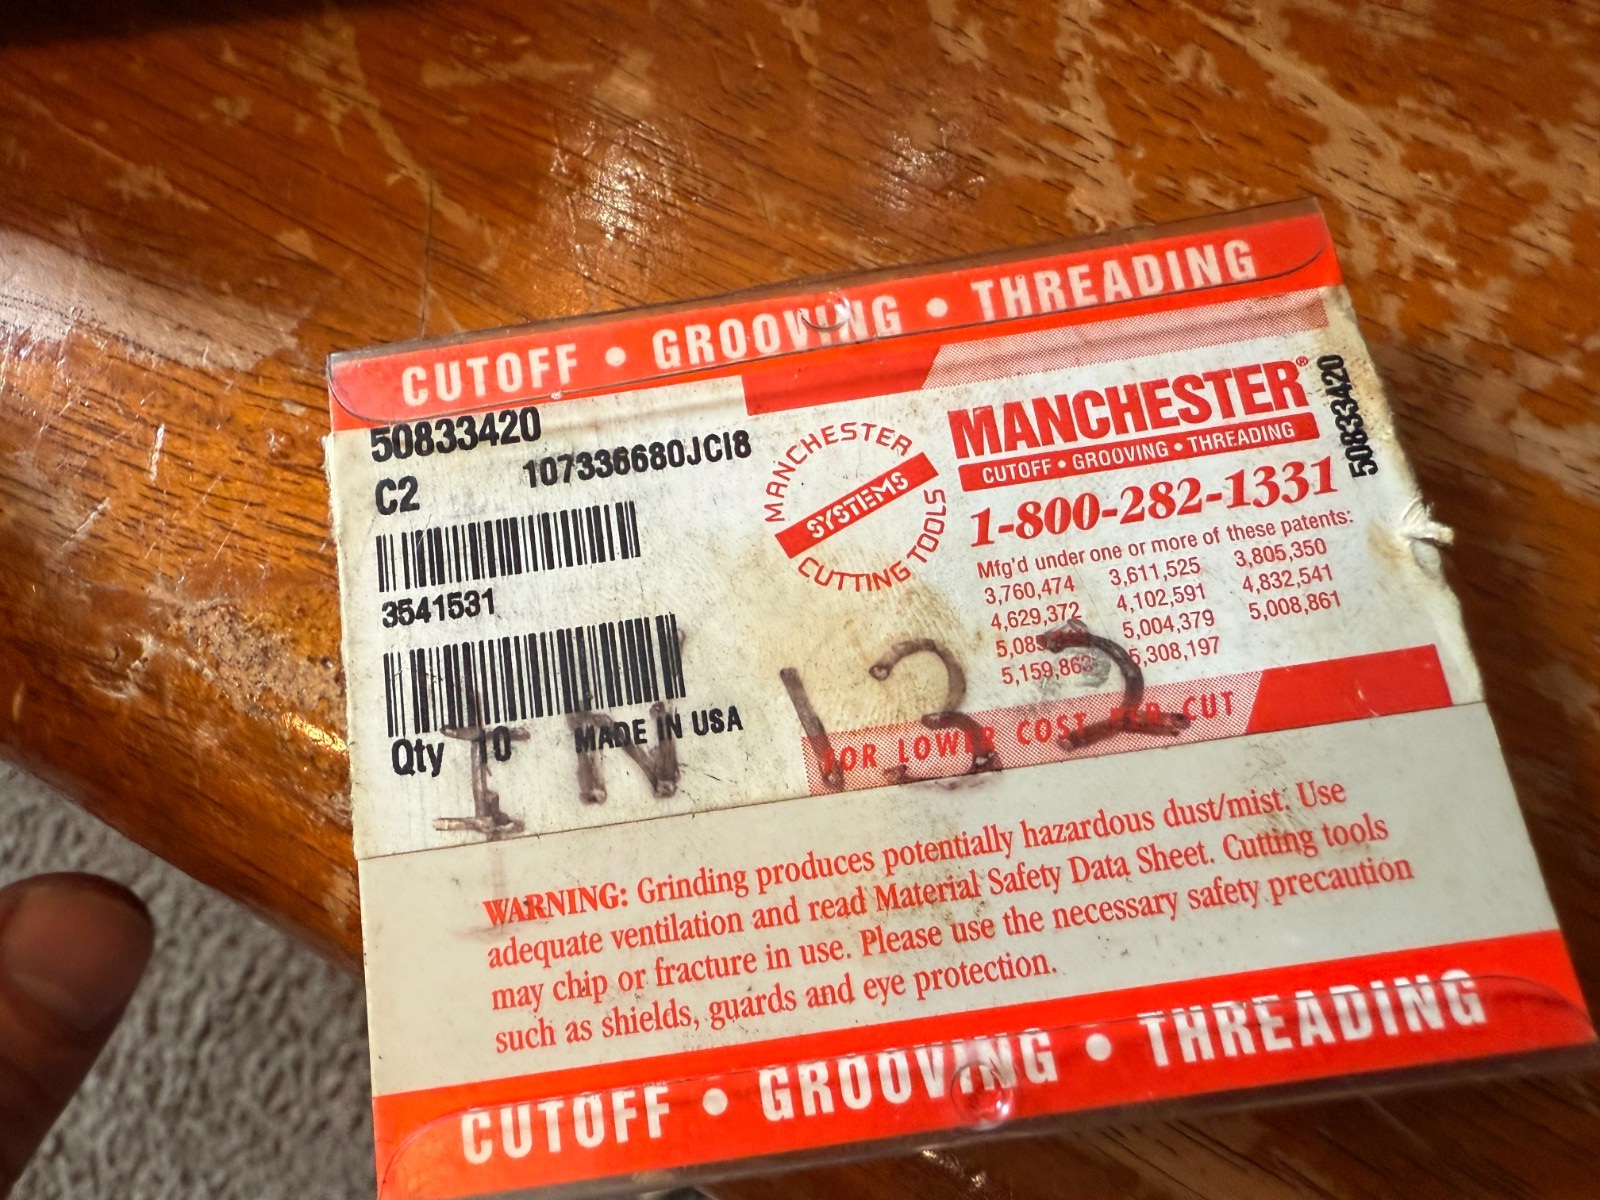 CUTOFF • GROOVING • THREADING
50833420
C2 107336680JCI8
3541531
Qty 10 MADE IN USA
MANCHESTER
SYSTEMS
CUTTING TOOLS
MANCHESTER®
CUTOFF • GROOVING • THREADING
1-800-282-1331
50833420
Mfg'd under one or more of these patents:
3,760,474 3,611,525 3,805,350
4,629,372 4,102,591 4,832,541
5,004,379 5,008,861
5,159,863 5,308,197
FOR LOWER COST PER CUT
IN 132
WARNING: Grinding produces potentially hazardous dust/mist. Use
adequate ventilation and read Material Safety Data Sheet. Cutting tools
may chip or fracture in use. Please use the necessary safety precaution
such as shields, guards and eye protection.
CUTOFF • GROOVING • THREADING